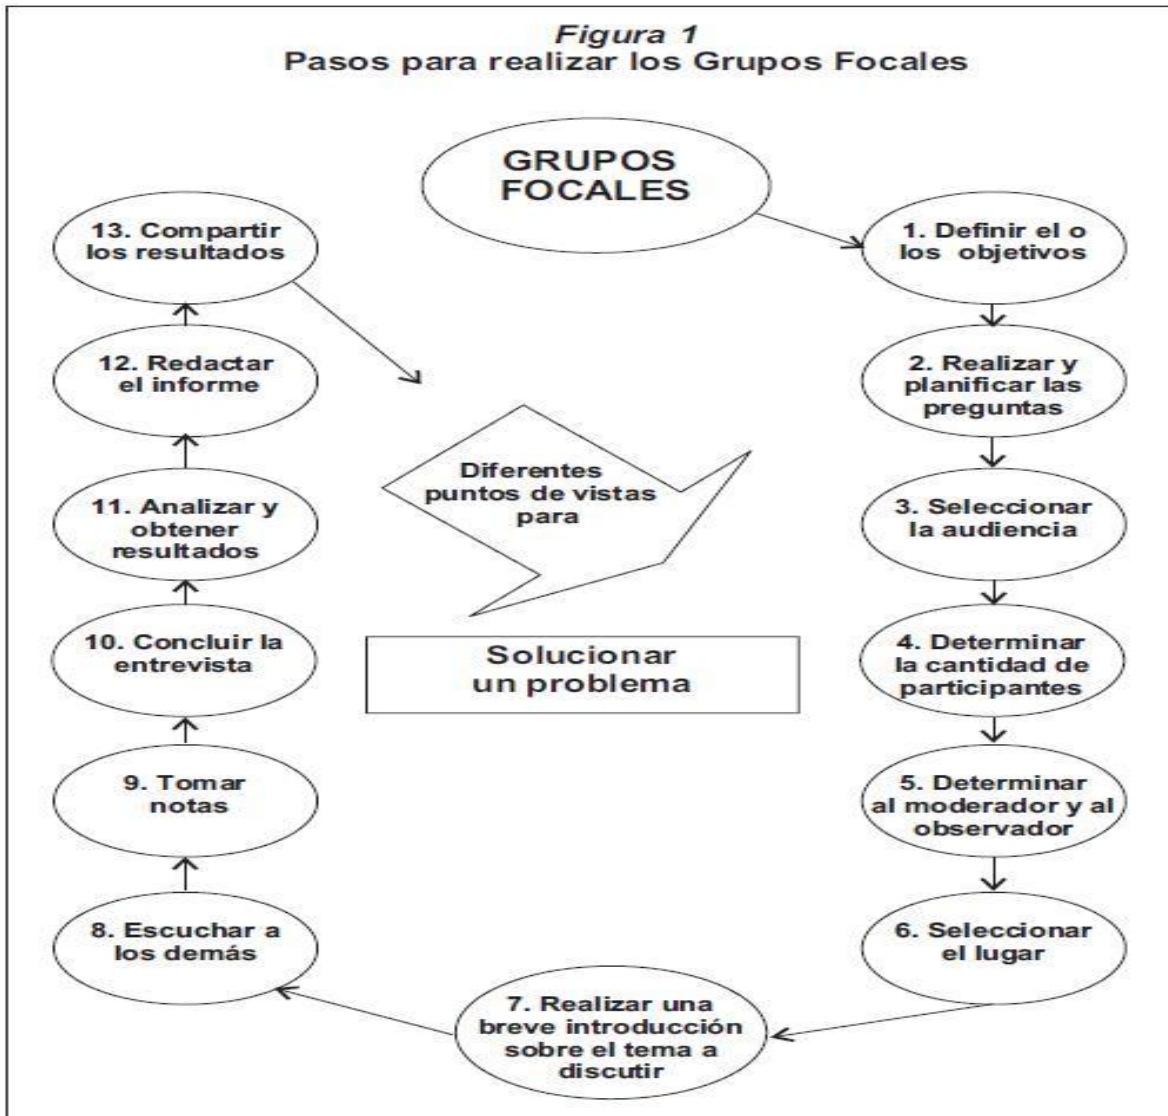 Figura 1
Pasos para realizar los Grupos Focales
GRUPOS
FOCALES
1. Definir el o
los objetivos
2. Realizar y
planificar las
preguntas
3. Seleccionar
la audiencia
4. Determinar
la cantidad de
participantes
5. Determinar
al moderador y al
observador
6. Seleccionar
el lugar
7. Realizar una
breve introducción
sobre el tema a
discutir
8. Escuchar a
los demás
9. Tomar
notas
10. Concluir la
entrevista
11. Analizar y
obtener
resultados
12. Redactar
el informe
13. Compartir
los resultados
Diferentes
puntos de vistas
para
Solucionar
un problema